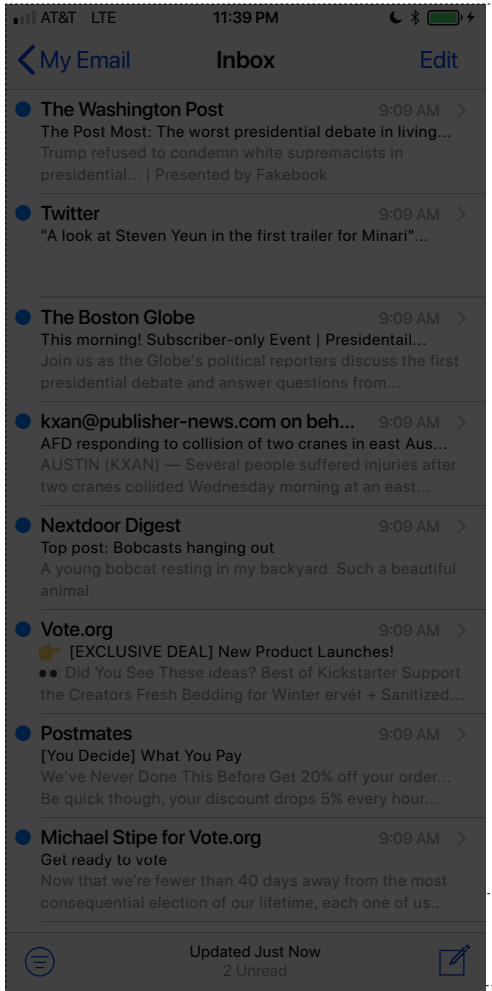 AT&T LTE 11:39 PM
My Email Inbox Edit
The Washington Post 9:09 AM
The Post Most: The worst presidential debate in living...
Trump refused to condemn white supremacists in
presidential... | Presented by Fakebook
Twitter 9:09 AM
"A look at Steven Yeun in the first trailer for Minari"...
The Boston Globe 9:09 AM
This morning! Subscriber-only Event | Presidentail...
Join us as the Globe's political reporters discuss the first
presidential debate and answer questions from...
kxan@publisher-news.com on beh... 9:09 AM
AFD responding to collision of two cranes in east Aus...
AUSTIN (KXAN) — Several people suffered injuries after
two cranes collided Wednesday morning at an east...
Nextdoor Digest 9:09 AM
Top post: Bobcasts hanging out
A young bobcat resting in my backyard. Such a beautiful
animal.
Vote.org 9:09 AM
👉 [EXCLUSIVE DEAL] New Product Launches!
👀 Did You See These ideas? Best of Kickstarter Support
the Creators Fresh Bedding for Winter ervét + Sanitized...
Postmates 9:09 AM
[You Decide] What You Pay
We've Never Done This Before Get 20% off your order...
Be quick though, your discount drops 5% every hour...
Michael Stipe for Vote.org 9:09 AM
Get ready to vote
Now that we're fewer than 40 days away from the most
consequential election of our lifetime, each one of us...
Updated Just Now
2 Unread